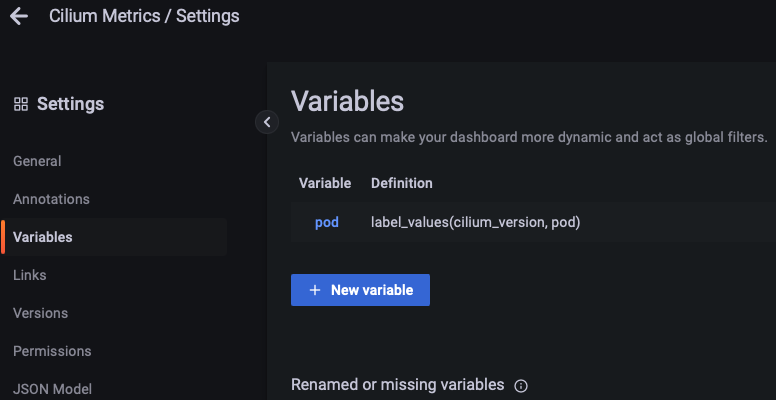 Cilium Metrics / Settings
Settings
General
Annotations
Variables
Links
Versions
Permissions
JSON Model
Variables
Variables can make your dashboard more dynamic and act as global filters.
Variable Definition
pod label_values(cilium_version, pod)
+ New variable
Renamed or missing variables